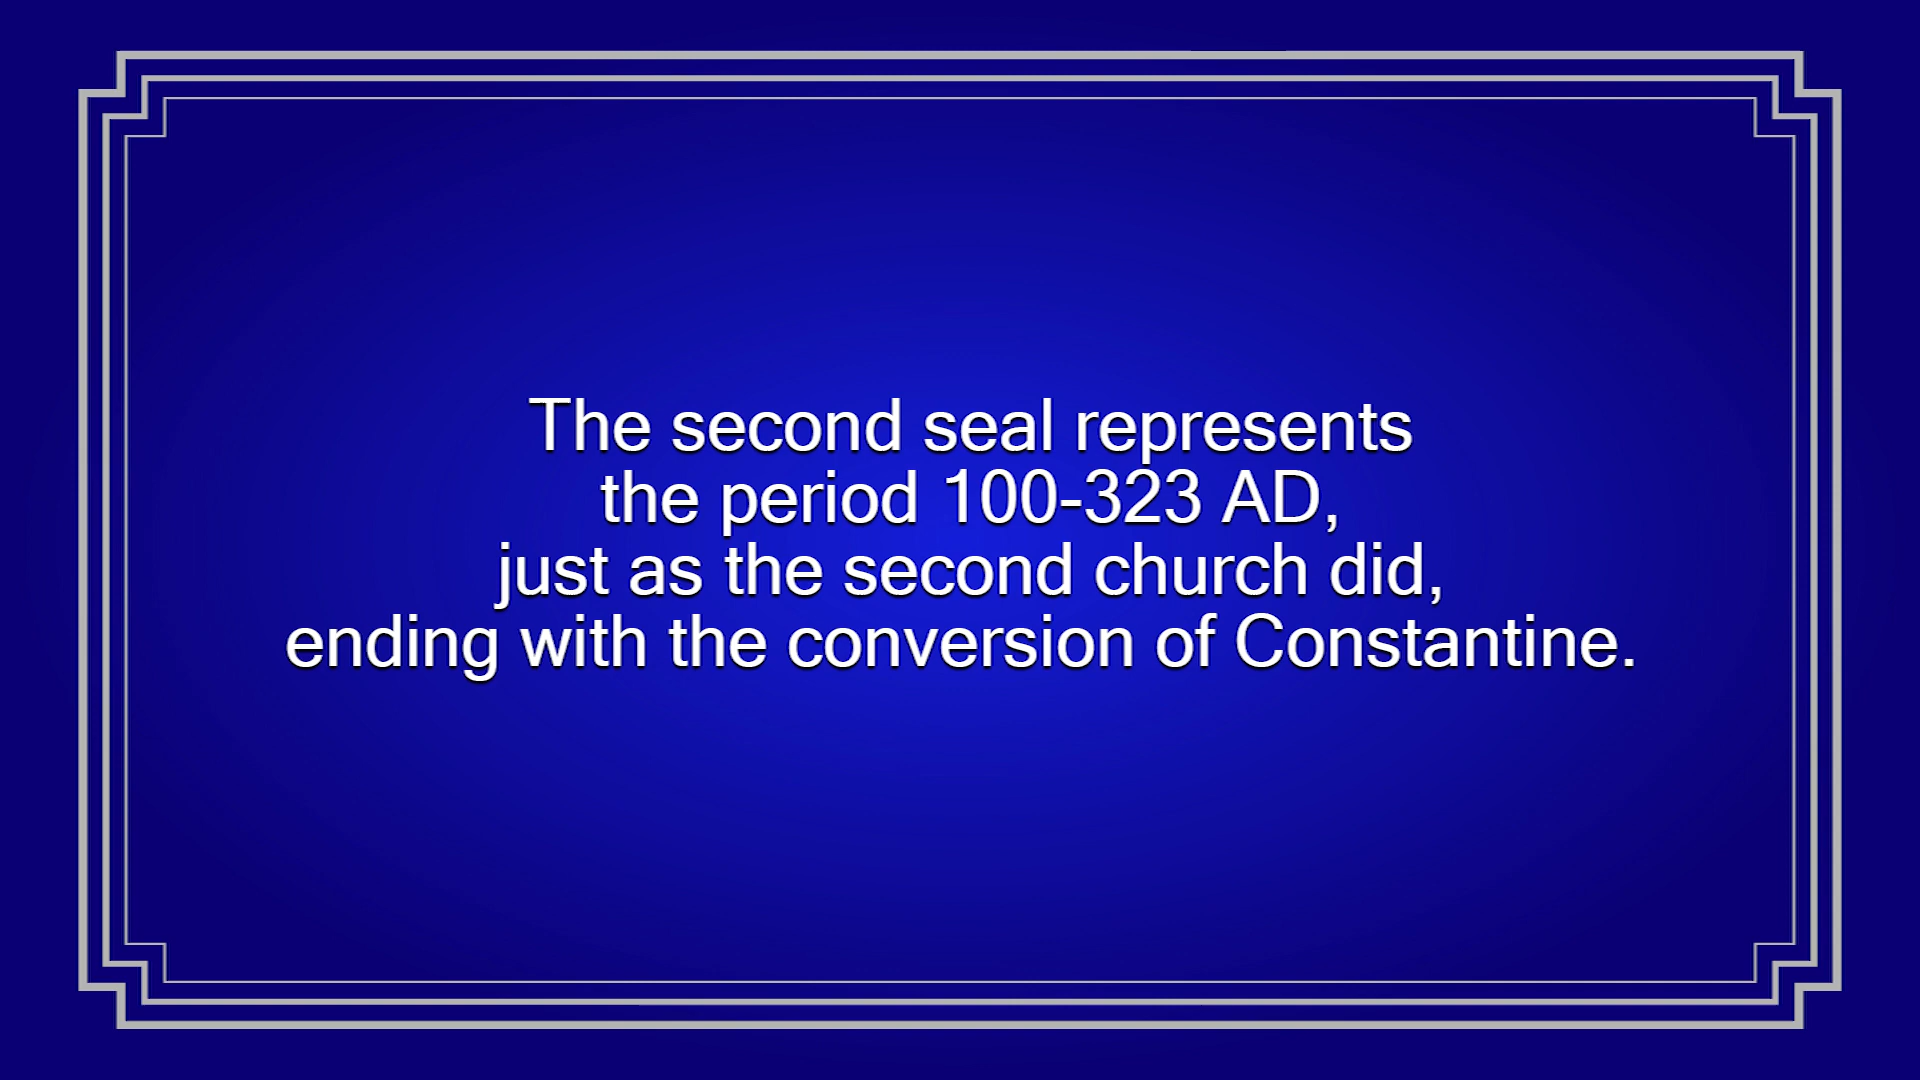 The second seal represents
the period 100-323 AD,
just as the second church did,
ending with the conversion of Constantine.